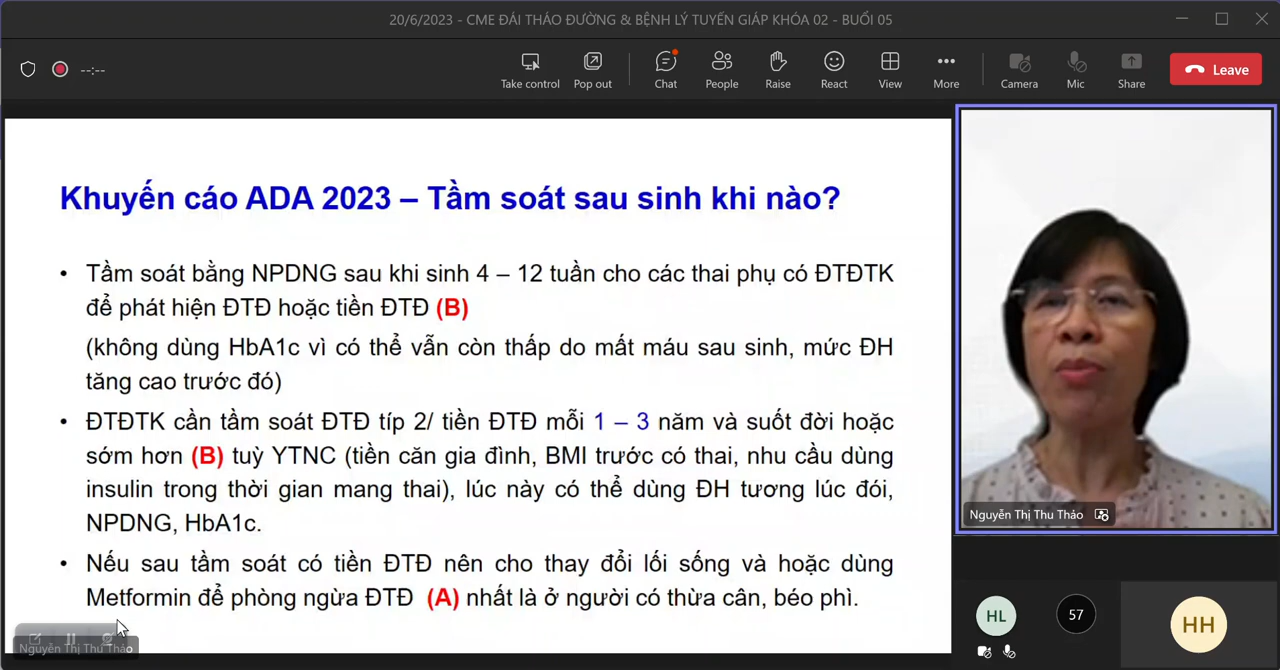 20/6/2023 - CME ĐÁI THÁO ĐƯỜNG & BỆNH LÝ TUYẾN GIÁP KHÓA 02 - BUỔI 05
--:--
Take control
Pop out
Chat
People
Raise
React
View
More
Camera
Mic
Share
Leave
Khuyến cáo ADA 2023 – Tầm soát sau sinh khi nào?
• Tầm soát bằng NPDNG sau khi sinh 4 – 12 tuần cho các thai phụ có ĐTĐTK
để phát hiện ĐTĐ hoặc tiền ĐTĐ (B)
(không dùng HbA1c vì có thể vẫn còn thấp do mất máu sau sinh, mức ĐH
tăng cao trước đó)
• ĐTĐTK cần tầm soát ĐTĐ típ 2/ tiền ĐTĐ mỗi 1 – 3 năm và suốt đời hoặc
sớm hơn (B) tuỳ YTNC (tiền căn gia đình, BMI trước có thai, nhu cầu dùng
insulin trong thời gian mang thai), lúc này có thể dùng ĐH tương lúc đói,
NPDNG, HbA1c.
• Nếu sau tầm soát có tiền ĐTĐ nên cho thay đổi lối sống và hoặc dùng
Metformin để phòng ngừa ĐTĐ (A) nhất là ở người có thừa cân, béo phì.
Nguyễn Thị Thu Thảo
Nguyễn Thị Thu Thảo
HL
57
HH